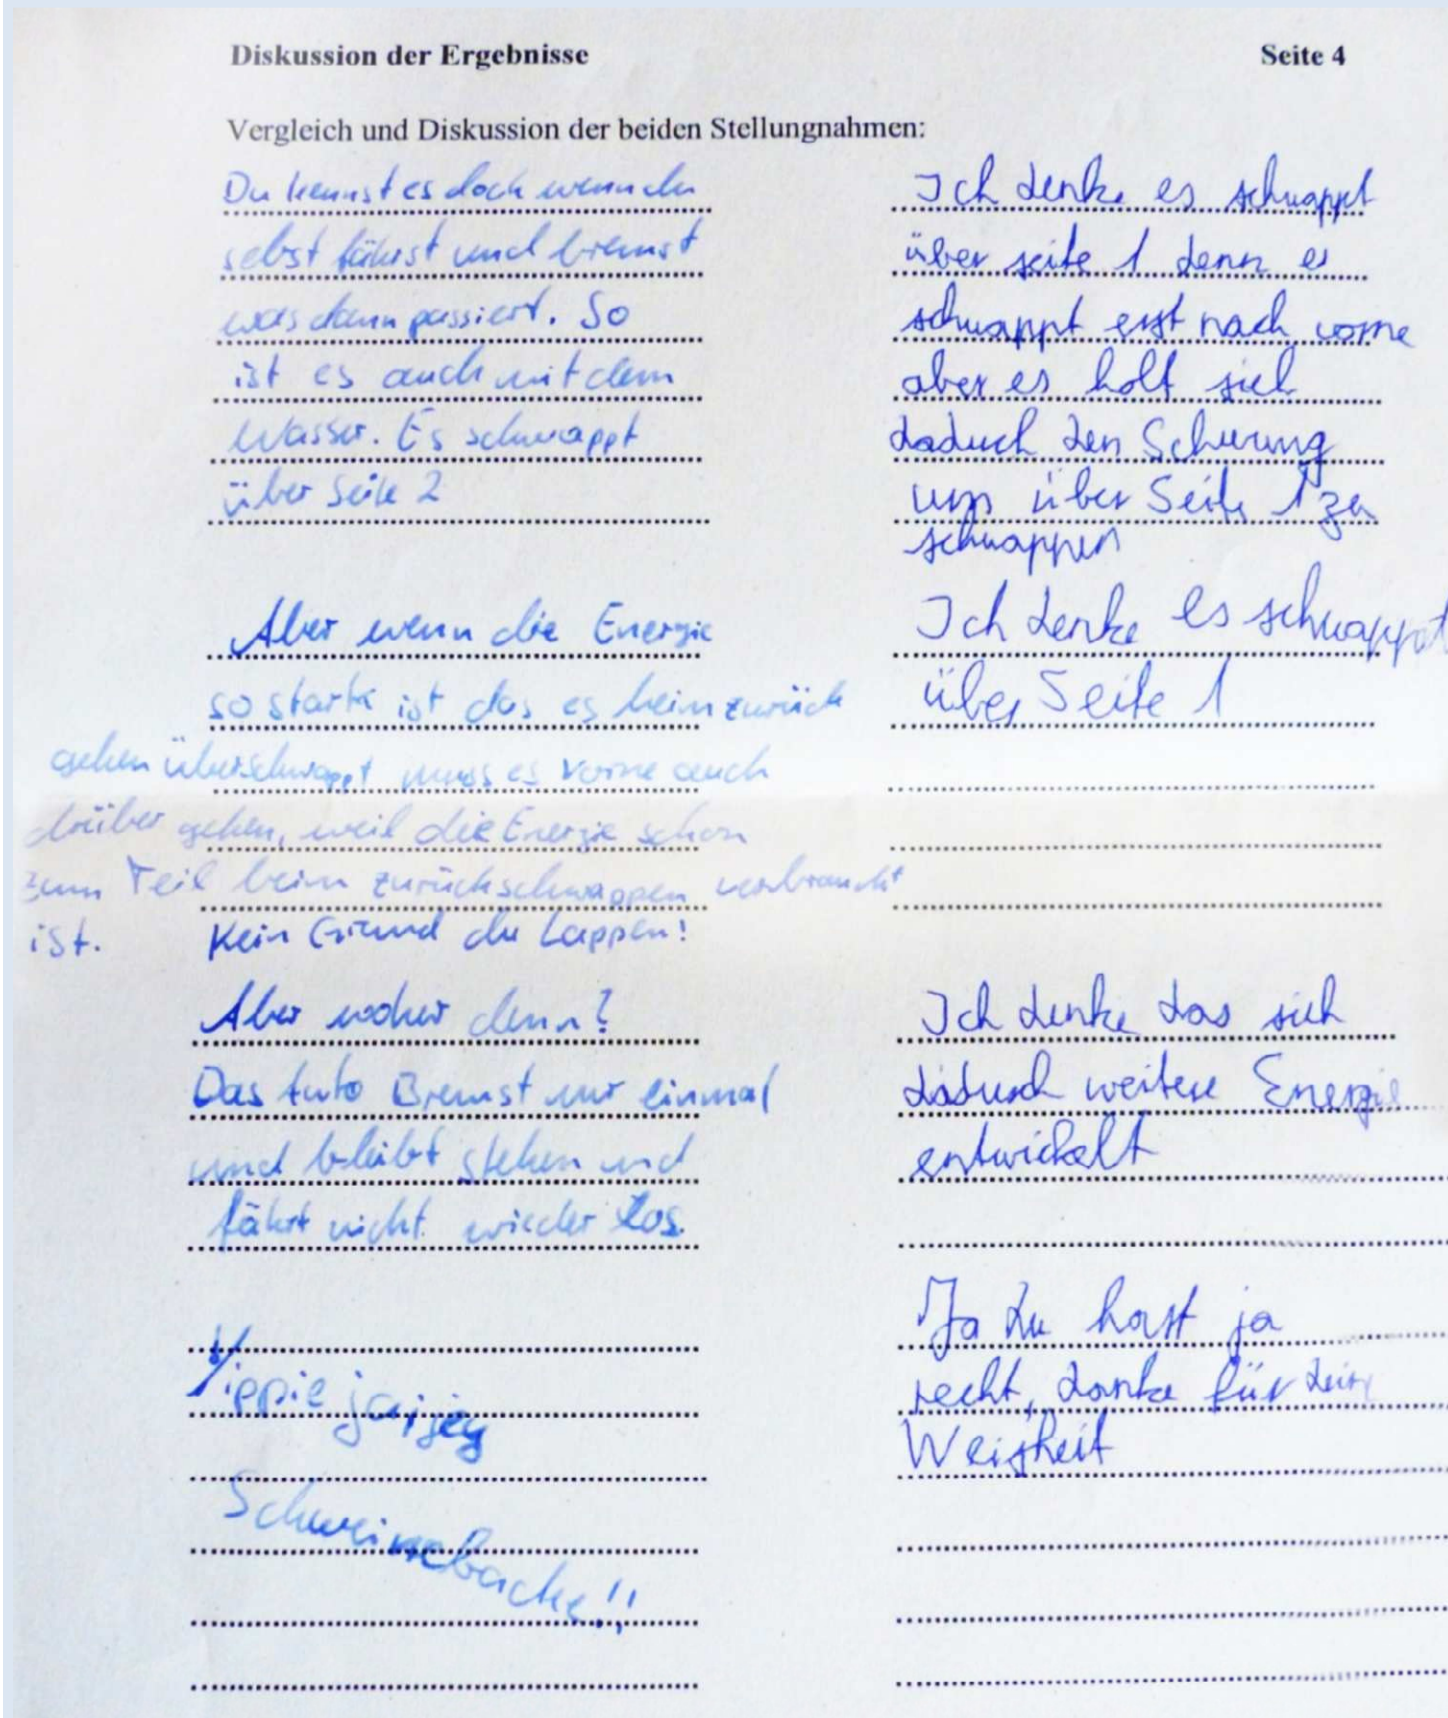 Diskussion der Ergebnisse
Seite 4
Vergleich und Diskussion der beiden Stellungnahmen:
Du kennst es doch wenn du
selbst fährst und bremst
was dann passiert. So
ist es auch mit dem
Wasser. Es schwappt
über Seite 2
Ich denke es schwappt
über seite 1 denn es
schwappt erst nach vorne
aber es holt sich
daduch den Schwung
um über Seite 1 zu
schwappen
Aber wenn die Energie
so stark ist das es beim zurück
gehen überschwappt muss es vorne auch
drüber gehen, weil die Energie schon
zum Teil beim zurückschwappen verbraucht
ist.
Ich denke es schwappt
über Seite 1
Kein Grund du Lappen!
Aber woher denn?
Das Auto Bremst nur einmal
und bleibt stehen und
fährt nicht wieder los.
Ich denke das sich
daduch weitere Energie
entwickelt
Ja du hast ja
recht, danke für deine
Weisheit
Yippie jaijey
Schweinebacke!!